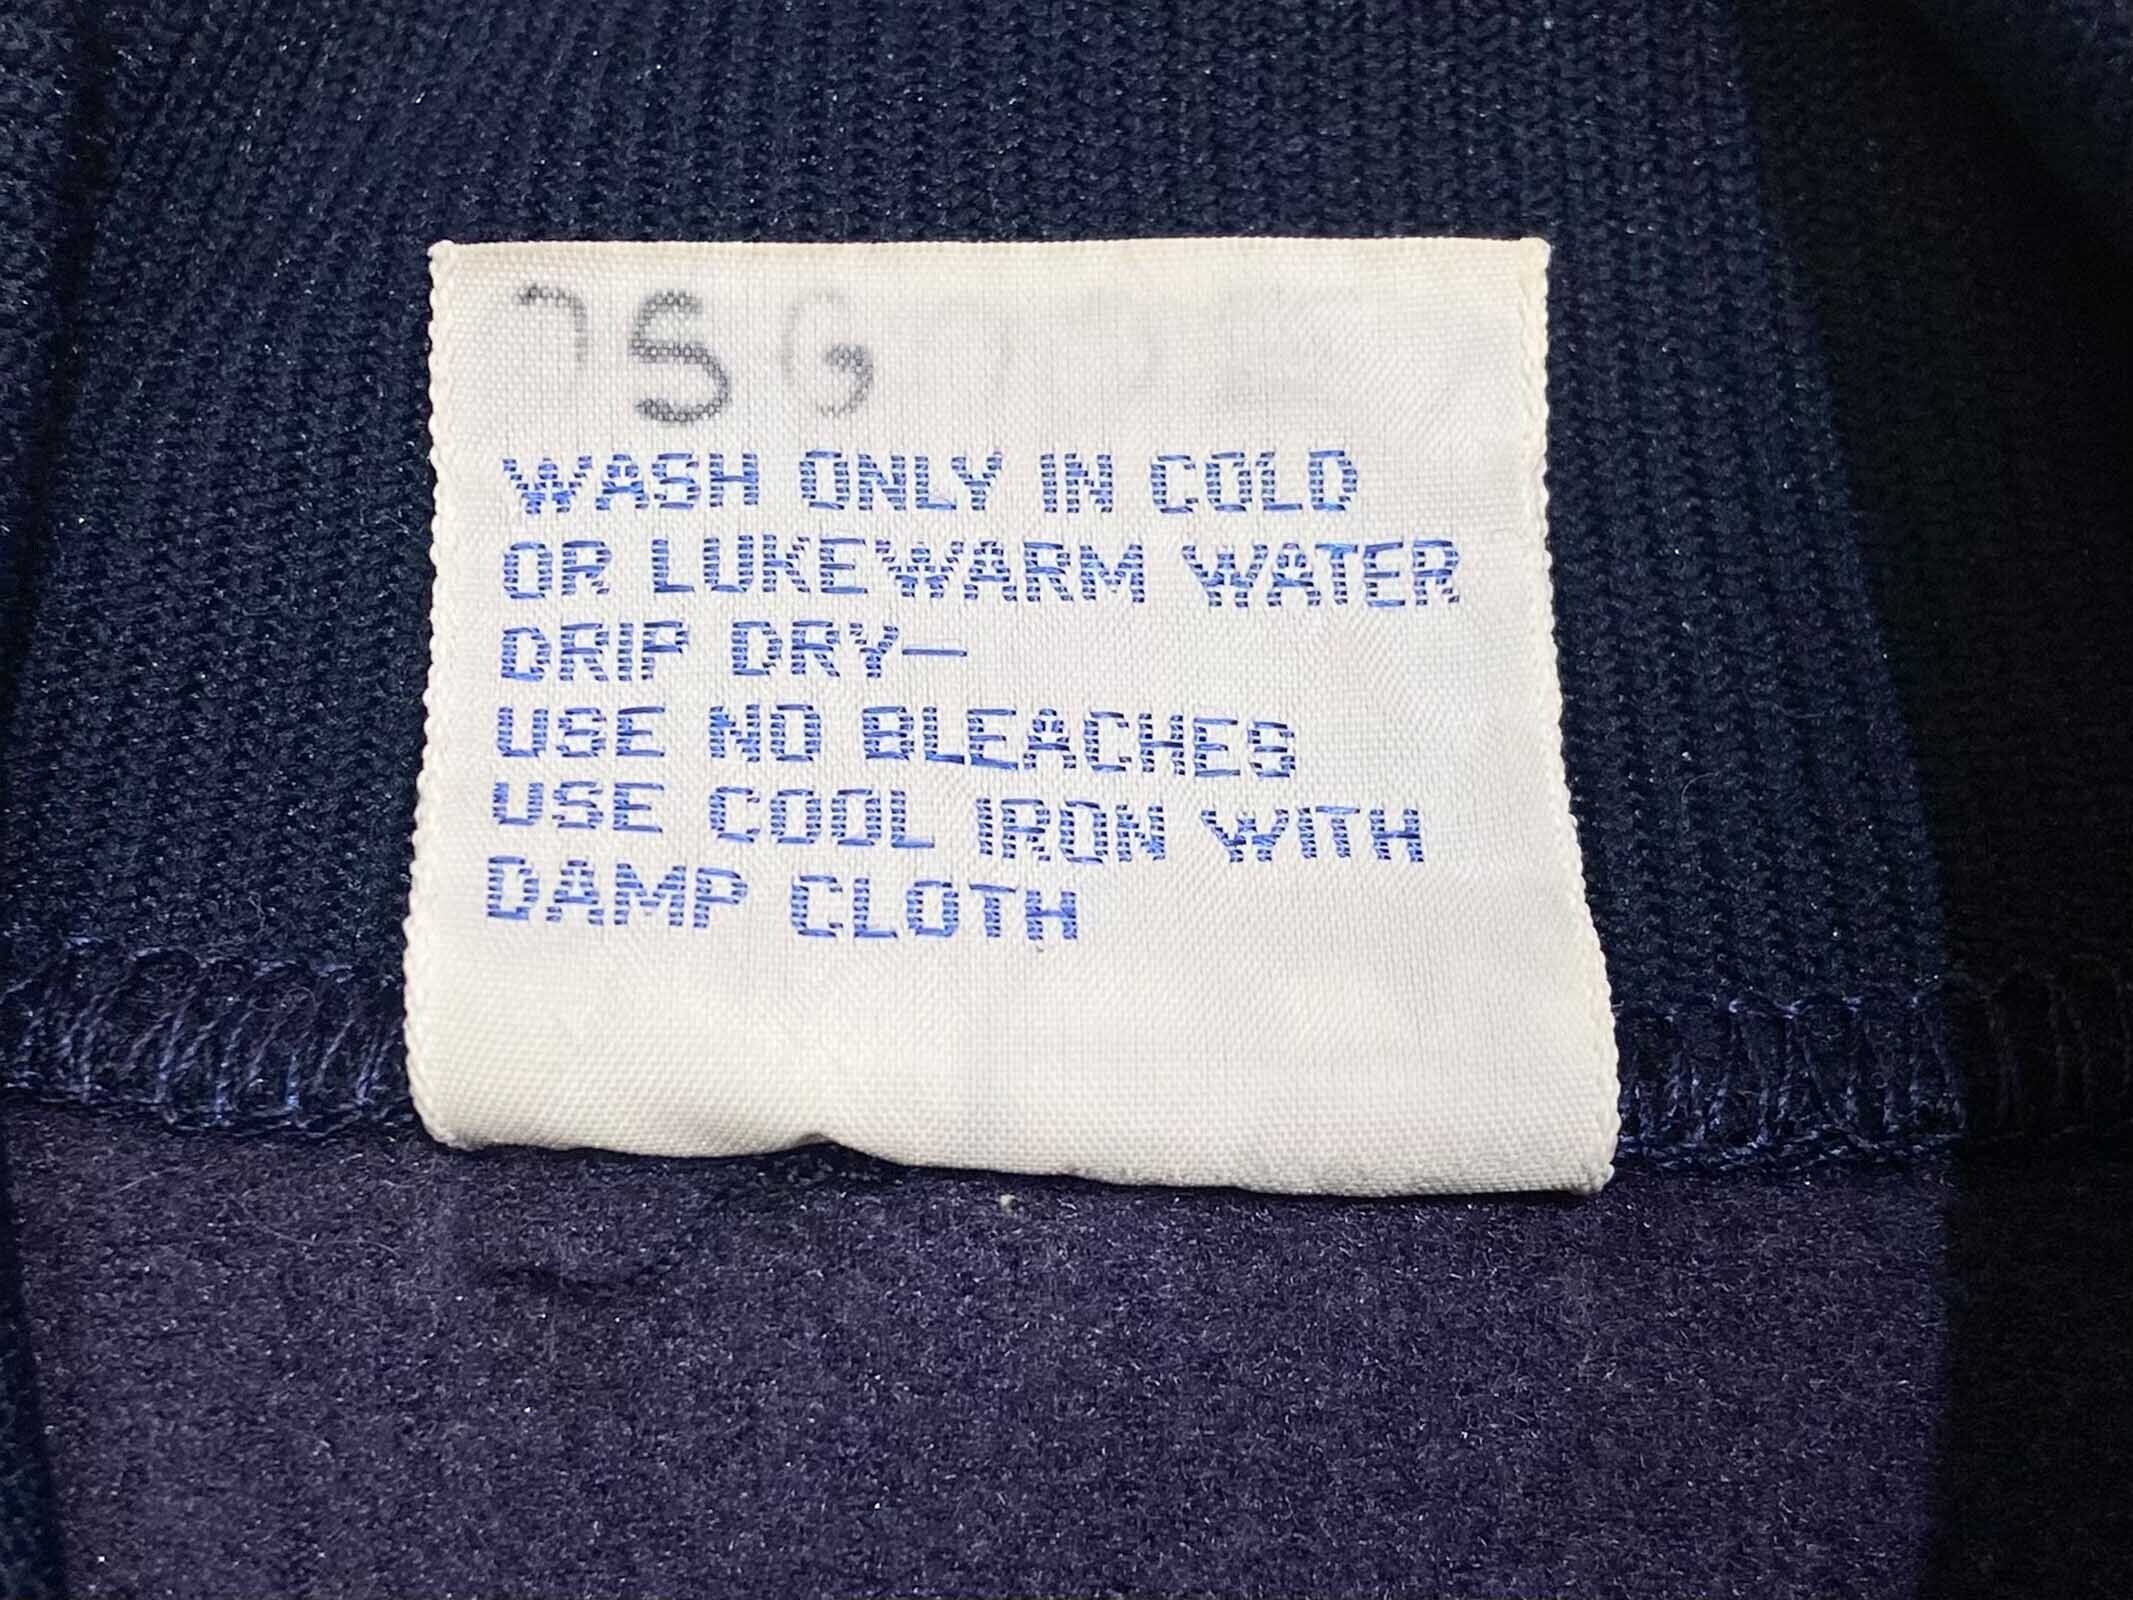 WASH ONLY IN COLD
OR LUKEWARM WATER
DRIP DRY—
USE NO BLEACHES
USE COOL IRON WITH
DAMP CLOTH